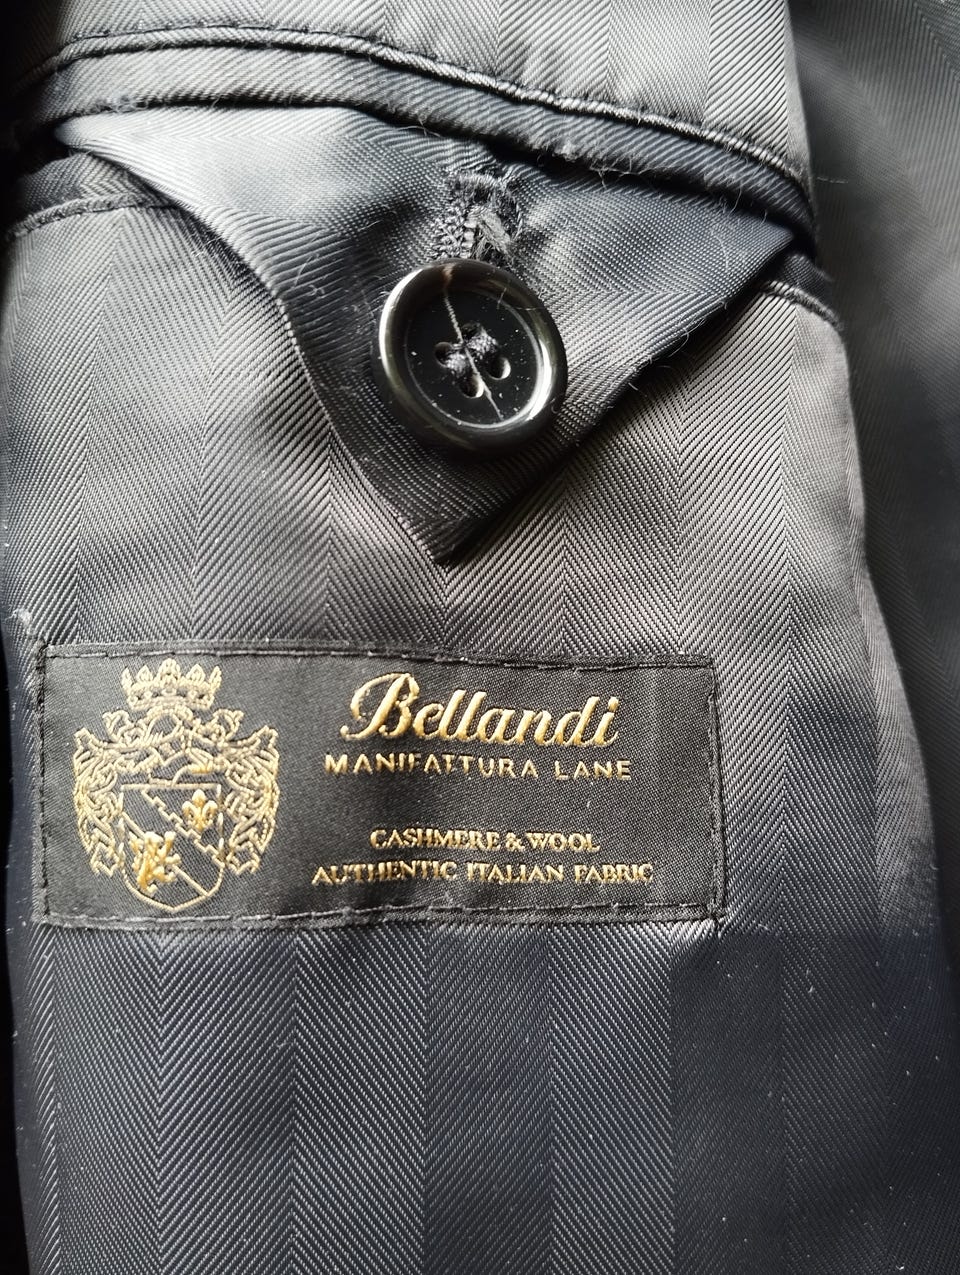 Bellandi
MANIFATTURA LANE
CASHMERE & WOOL
AUTHENTIC ITALIAN FABRIC